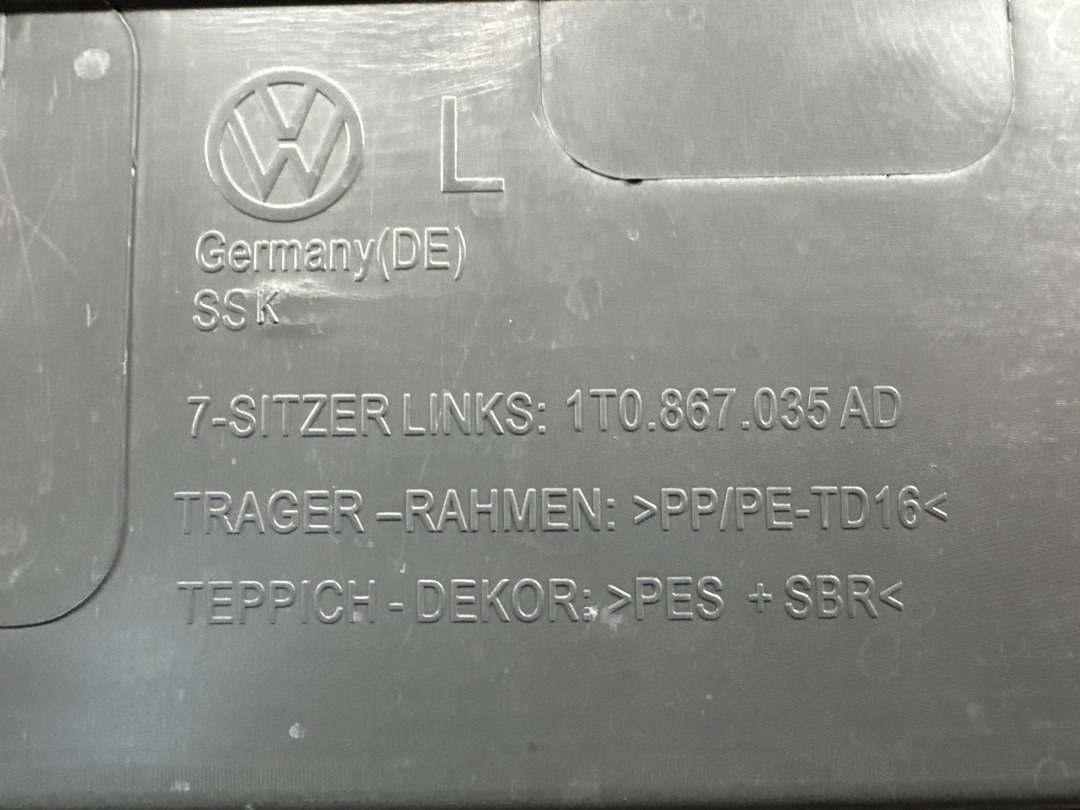 VW L
Germany(DE)
SSK
7-SITZER LINKS: 1T0.867.035 AD
TRAGER –RAHMEN: >PP/PE-TD16<
TEPPICH - DEKOR: >PES + SBR<